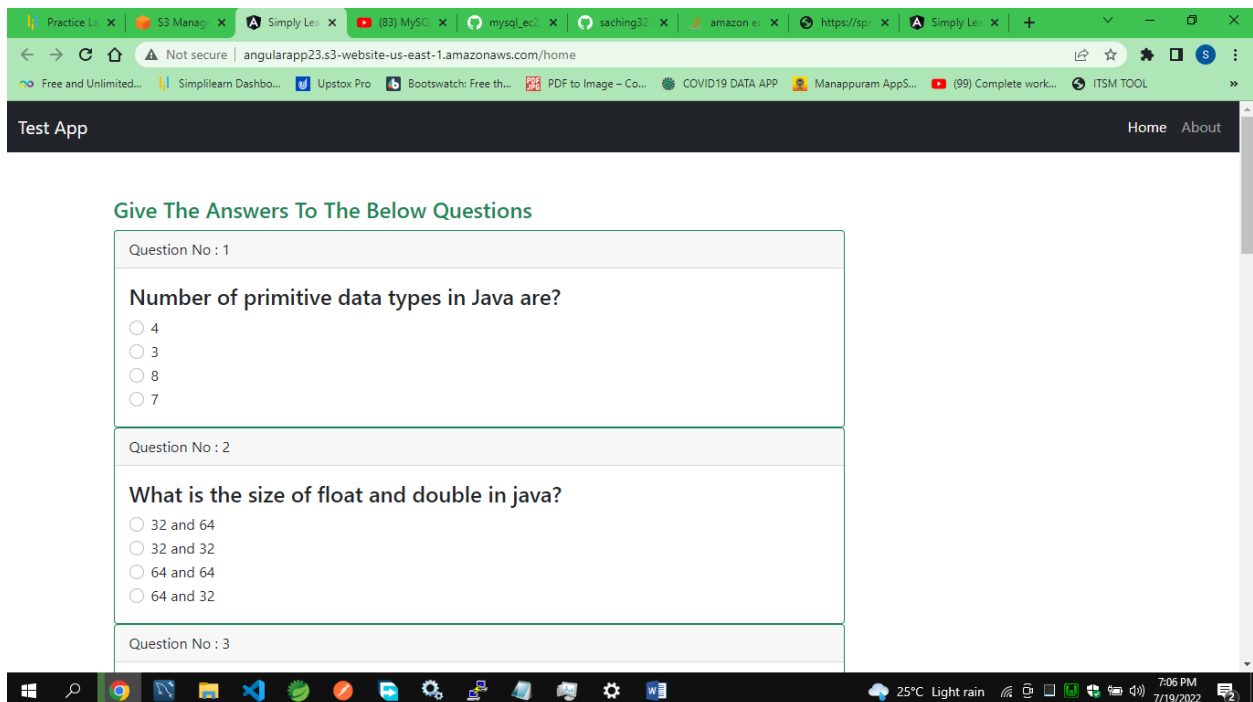 Practice La
S3 Manag
Simply Lea
(83) MySQ
mysql_ec2
saching32
amazon ec
https://spr
Simply Lea
Not secure
angularapp23.s3-website-us-east-1.amazonaws.com/home
S
Free and Unlimited...
Simplilearn Dashbo...
Upstox Pro
Bootswatch: Free th...
PDF to Image – Co...
COVID19 DATA APP
Manappuram AppS...
(99) Complete work...
ITSM TOOL
»
Test App
Home About
Give The Answers To The Below Questions
Question No : 1
Number of primitive data types in Java are?
4
3
8
7
Question No : 2
What is the size of float and double in java?
32 and 64
32 and 32
64 and 64
64 and 32
Question No : 3
25°C Light rain
7:06 PM
7/19/2022
2